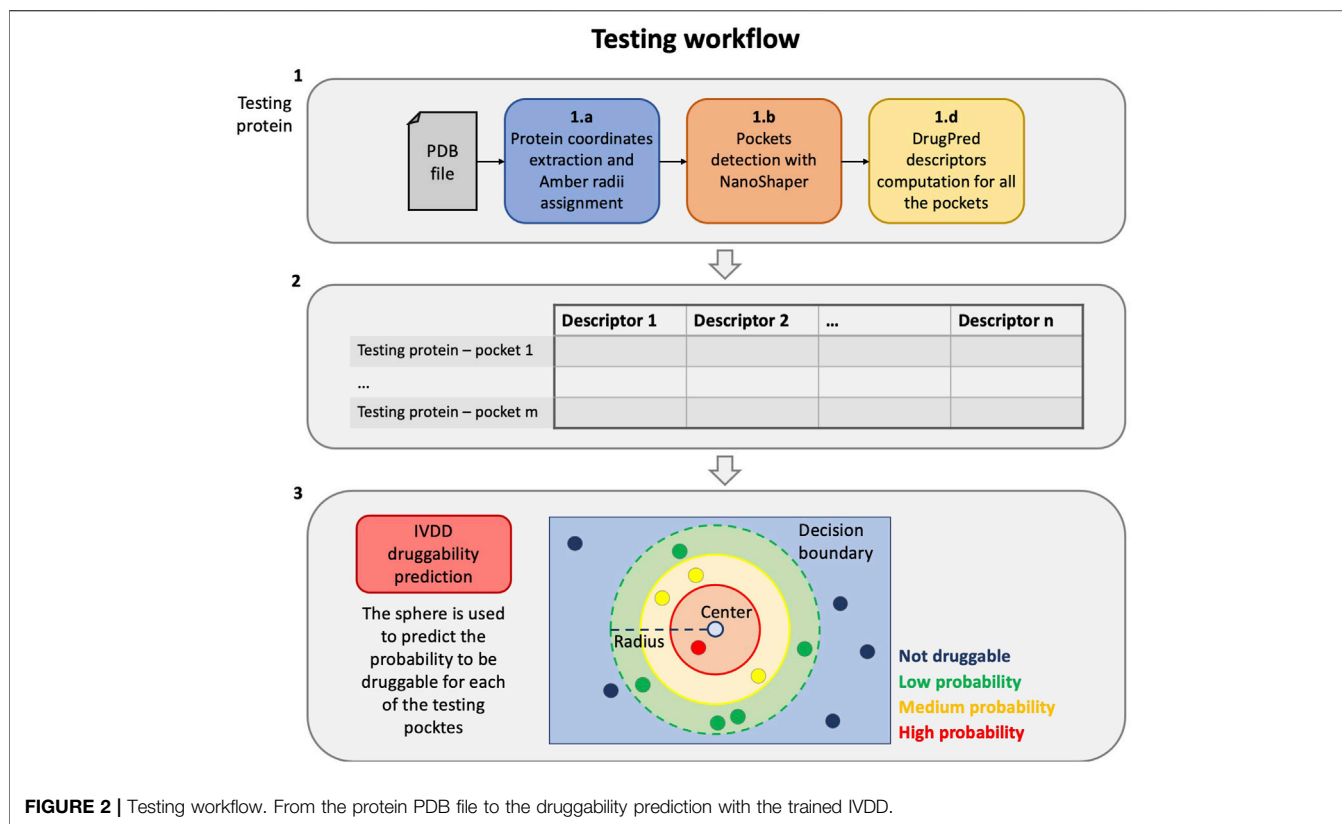 Testing workflow
1
Testing
protein
PDB
file
1.a
Protein coordinates
extraction and
Amber radii
assignment
1.b
Pockets
detection with
NanoShaper
1.d
DrugPred
descriptors
computation for all
the pockets
2
Descriptor 1 Descriptor 2 ... Descriptor n
Testing protein – pocket 1
...
Testing protein – pocket m
3
IVDD
druggability
prediction
The sphere is used
to predict the
probability to be
druggable for each
of the testing
pocktes
Decision
boundary
Center
Radius
Not druggable
Low probability
Medium probability
High probability
FIGURE 2 | Testing workflow. From the protein PDB file to the druggability prediction with the trained IVDD.